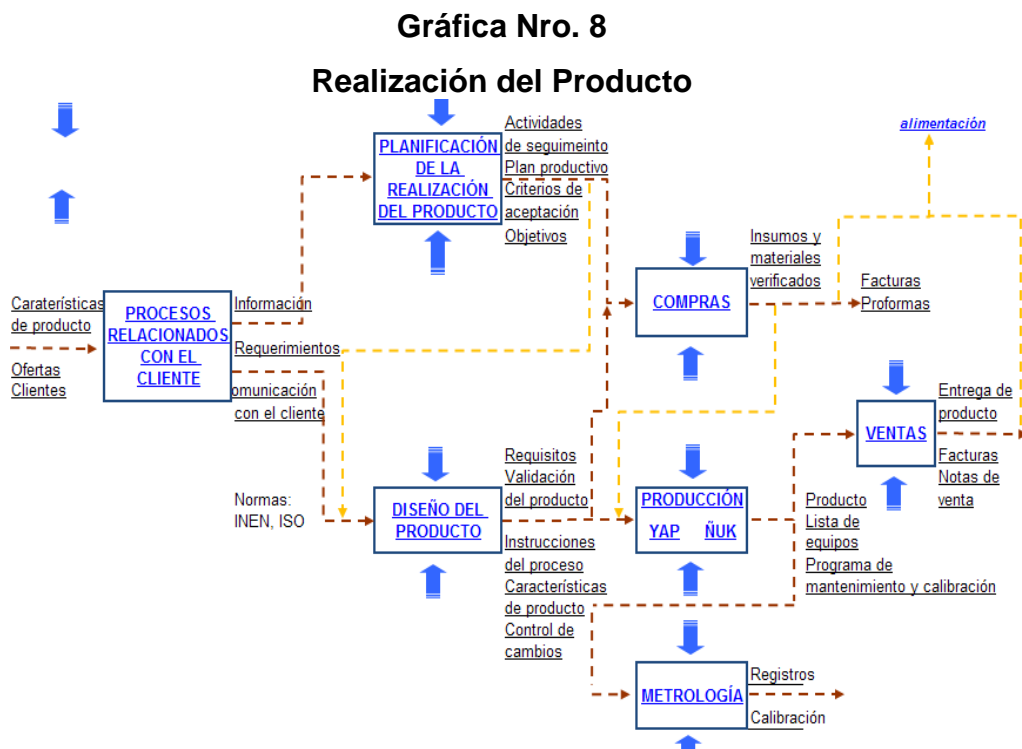 Gráfica Nro. 8
Realización del Producto
alimentación
PLANIFICACIÓN
DE LA
REALIZACIÓN
DEL PRODUCTO
Actividades
de seguimeinto
Plan productivo
Criterios de
aceptación
Objetivos
Caraterísticas
de producto
Ofertas
Clientes
PROCESOS
RELACIONADOS
CON EL
CLIENTE
Información
Requerimientos
omunicación
con el cliente
COMPRAS
Insumos y
materiales
verificados
Facturas
Proformas
VENTAS
Entrega de
producto
Facturas
Notas de
venta
Normas:
INEN, ISO
DISEÑO DEL
PRODUCTO
Requisitos
Validación
del producto
Instrucciones
del proceso
Características
de producto
Control de
cambios
PRODUCCIÓN
YAP ÑUK
Producto
Lista de
equipos
Programa de
mantenimiento y calibración
METROLOGÍA
Registros
Calibración